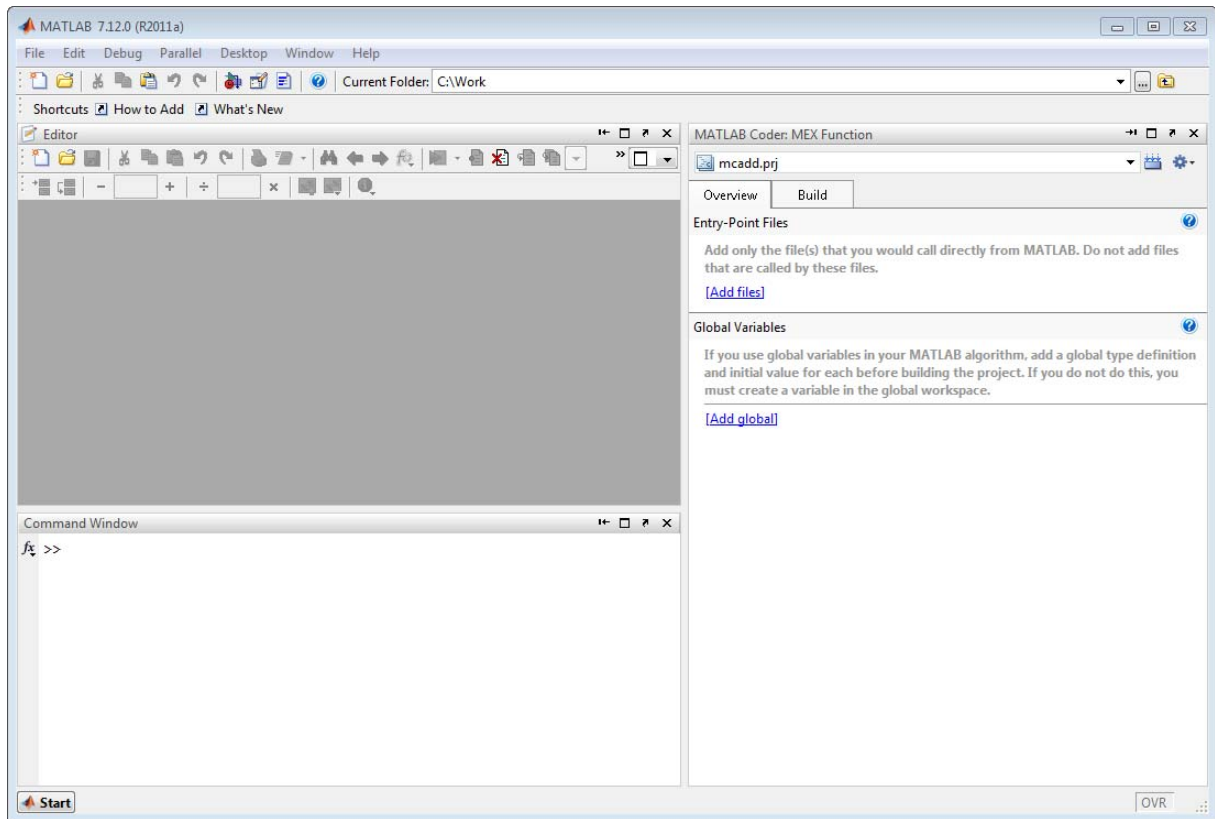 MATLAB 7.12.0 (R2011a)
File Edit Debug Parallel Desktop Window Help
Current Folder: C:\Work
Shortcuts How to Add What's New
Editor
− + ÷ ×
Command Window
fx >>
MATLAB Coder: MEX Function
mcadd.prj
Overview Build
Entry-Point Files
Add only the file(s) that you would call directly from MATLAB. Do not add files
that are called by these files.
[Add files]
Global Variables
If you use global variables in your MATLAB algorithm, add a global type definition
and initial value for each before building the project. If you do not do this, you
must create a variable in the global workspace.
[Add global]
Start
OVR